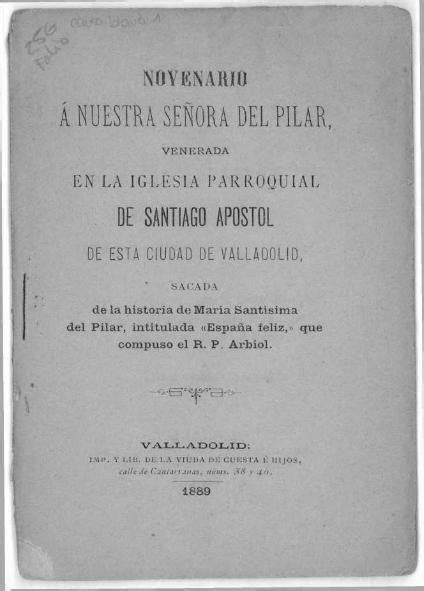 256
Folio
NOVENARIO
Á NUESTRA SEÑORA DEL PILAR,
VENERADA
EN LA IGLESIA PARROQUIAL
DE SANTIAGO APOSTOL
DE ESTA CIUDAD DE VALLADOLID,
SACADA
de la historia de María Santísima
del Pilar, intitulada «España feliz,» que
compuso el R. P. Arbiol.
VALLADOLID:
IMP. Y LIB. DE LA VIUDA DE CUESTA É HIJOS,
calle de Cantarranas, núms. 38 y 40.
1889